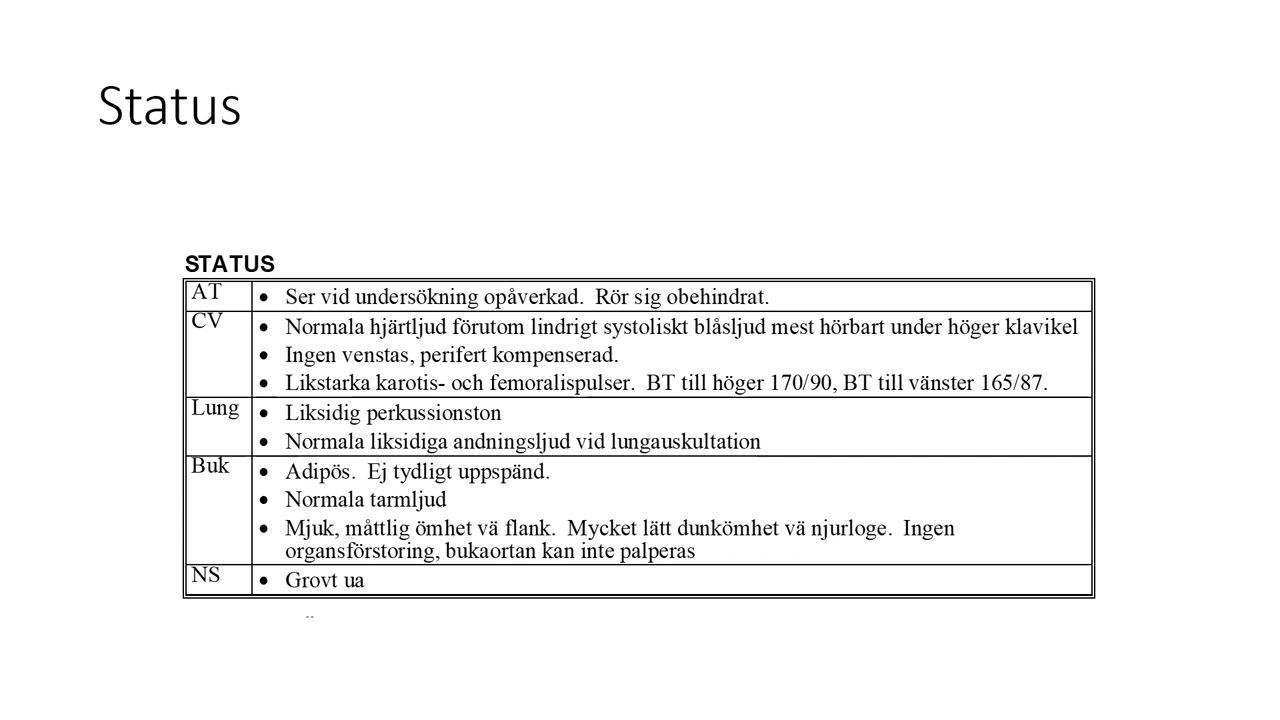 Status
STATUS
AT
• Ser vid undersökning opåverkad.  Rör sig obehindrat.
CV
• Normala hjärtljud förutom lindrigt systoliskt blåsljud mest hörbart under höger klavikel
• Ingen venstas, perifert kompenserad.
• Likstarka karotis- och femoralispulser.  BT till höger 170/90, BT till vänster 165/87.
Lung
• Liksidig perkussionston
• Normala liksidiga andningsljud vid lungauskultation
Buk
• Adipös.  Ej tydligt uppspänd.
• Normala tarmljud
• Mjuk, måttlig ömhet vä flank.  Mycket lätt dunkömhet vä njurloge.  Ingen
organsförstoring, bukaortan kan inte palperas
NS
• Grovt ua